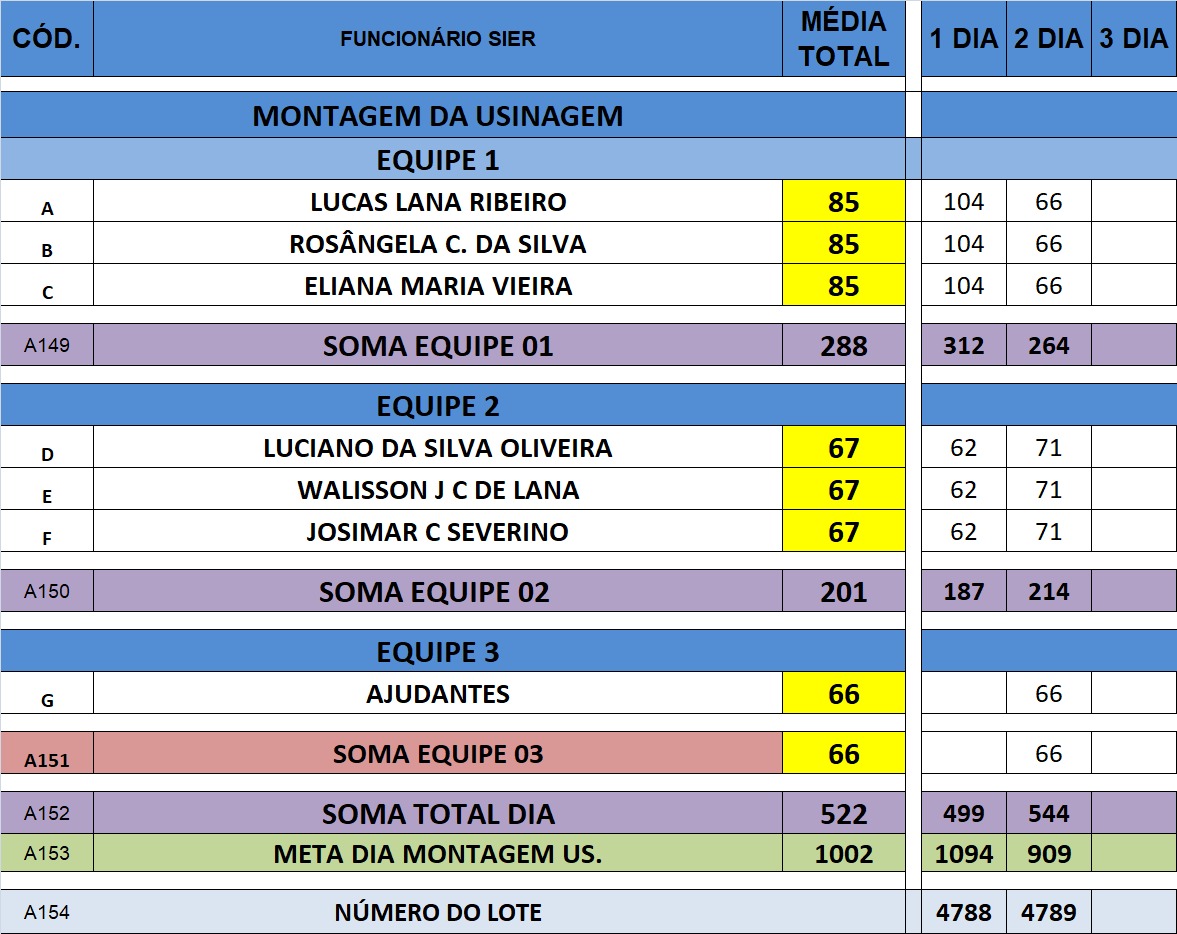 CÓD. FUNCIONÁRIO SIER MÉDIA TOTAL 1 DIA 2 DIA 3 DIA
MONTAGEM DA USINAGEM
EQUIPE 1
A LUCAS LANA RIBEIRO 85 104 66
B ROSÂNGELA C. DA SILVA 85 104 66
C ELIANA MARIA VIEIRA 85 104 66
A149 SOMA EQUIPE 01 288 312 264
EQUIPE 2
D LUCIANO DA SILVA OLIVEIRA 67 62 71
E WALISSON J C DE LANA 67 62 71
F JOSIMAR C SEVERINO 67 62 71
A150 SOMA EQUIPE 02 201 187 214
EQUIPE 3
G AJUDANTES 66 66
A151 SOMA EQUIPE 03 66 66
A152 SOMA TOTAL DIA 522 499 544
A153 META DIA MONTAGEM US. 1002 1094 909
A154 NÚMERO DO LOTE 4788 4789